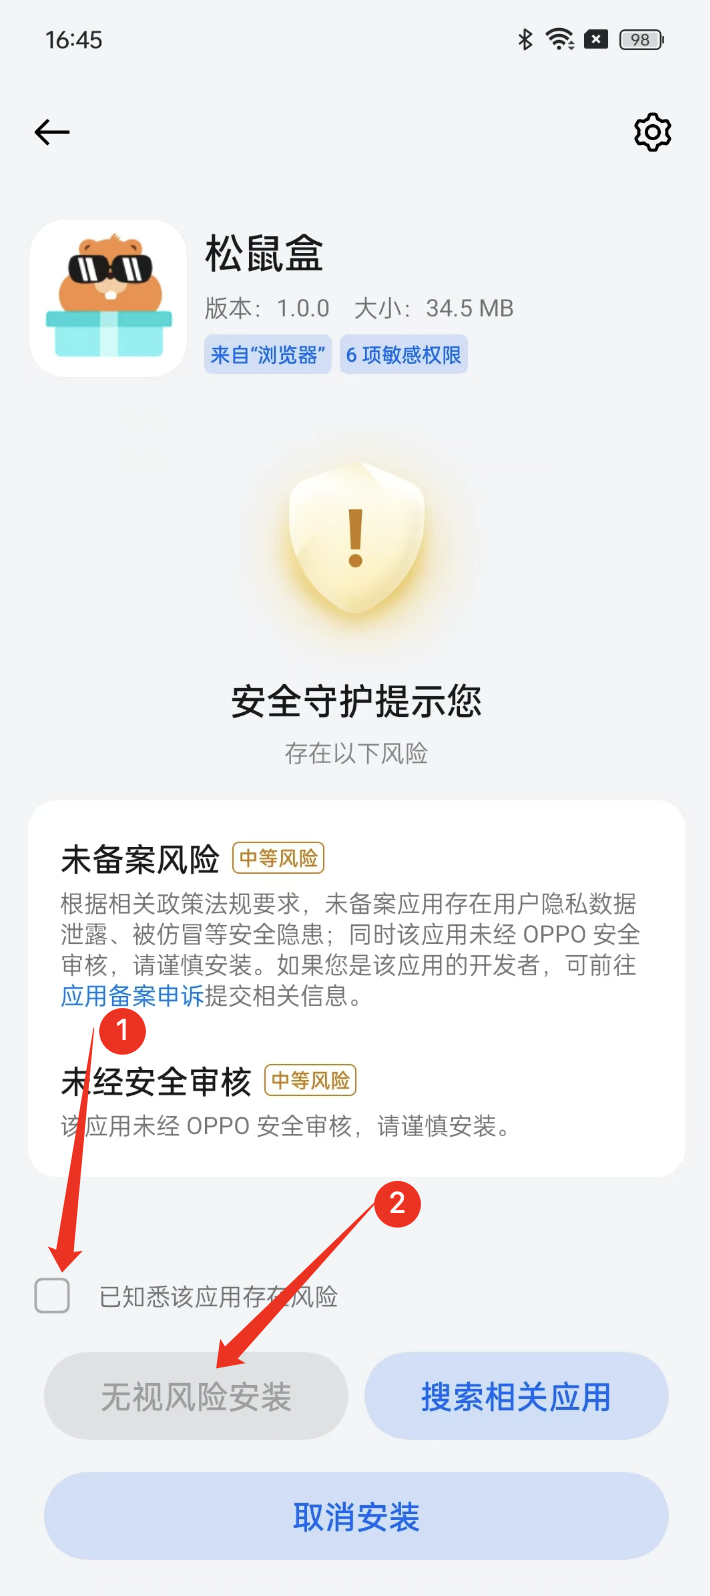 16:45
98
松鼠盒
版本：1.0.0 大小：34.5 MB
来自“浏览器” 6 项敏感权限
!
安全守护提示您
存在以下风险
未备案风险 中等风险
根据相关政策法规要求，未备案应用存在用户隐私数据
泄露、被仿冒等安全隐患；同时该应用未经 OPPO 安全
审核，请谨慎安装。如果您是该应用的开发者，可前往
应用备案申诉提交相关信息。
1
未经安全审核 中等风险
该应用未经 OPPO 安全审核，请谨慎安装。
2
已知悉该应用存在风险
无视风险安装 搜索相关应用
取消安装